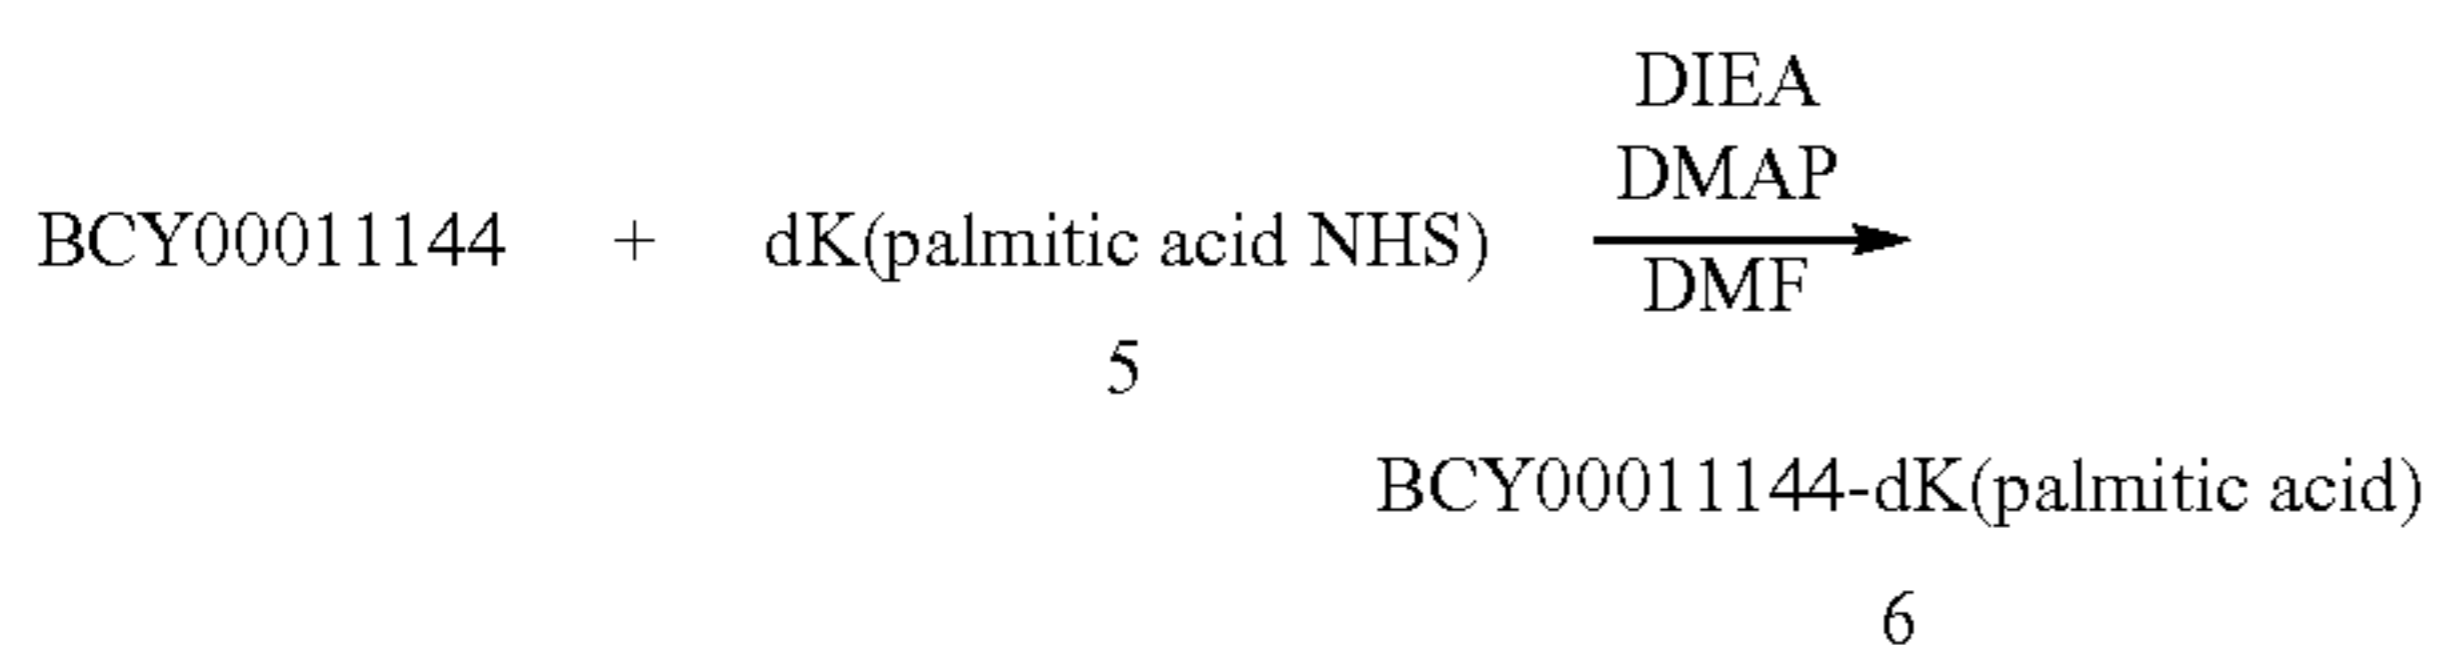 DIEA
DMAP
BCY00011144 + dK(palmitic acid NHS)
DMF
5
BCY00011144-dK(palmitic acid)
6